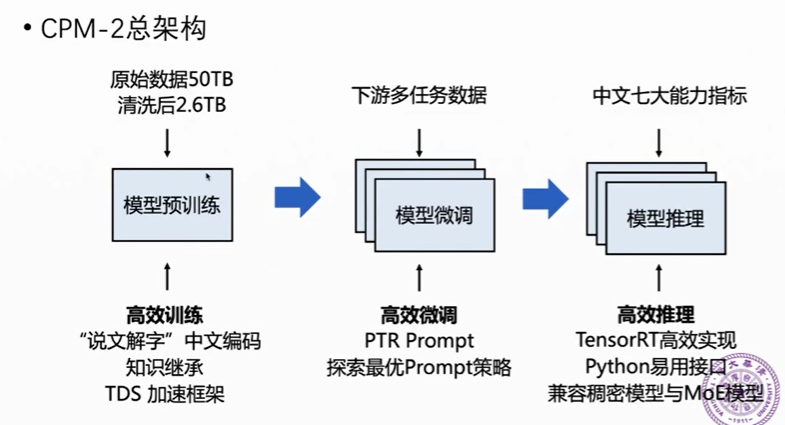 • CPM-2总架构
原始数据50TB
清洗后2.6TB
下游多任务数据
中文七大能力指标
模型预训练
模型微调
模型推理
高效训练
“说文解字”中文编码
知识继承
TDS 加速框架
高效微调
PTR Prompt
探索最优Prompt策略
高效推理
TensorRT高效实现
Python易用接口
兼容稠密模型与MoE模型
-1911-